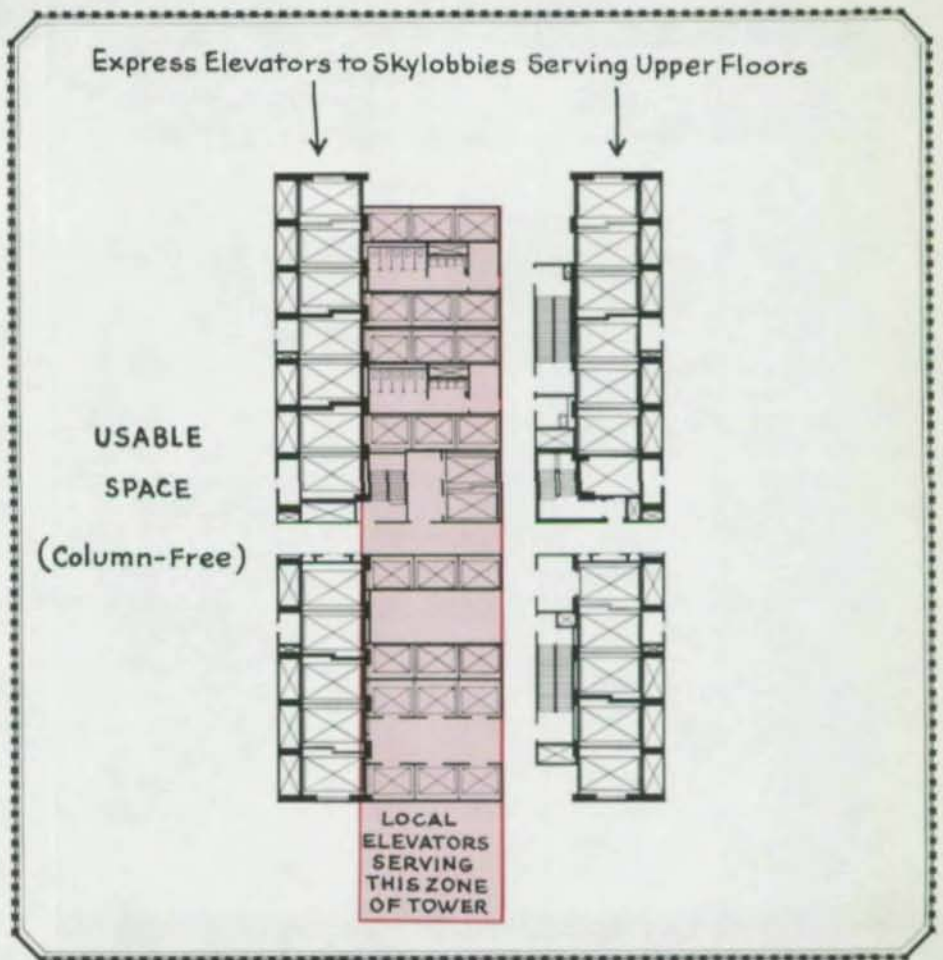 Express Elevators to Skylobbies Serving Upper Floors
USABLE
SPACE
(Column-Free)
LOCAL
ELEVATORS
SERVING
THIS ZONE
OF TOWER